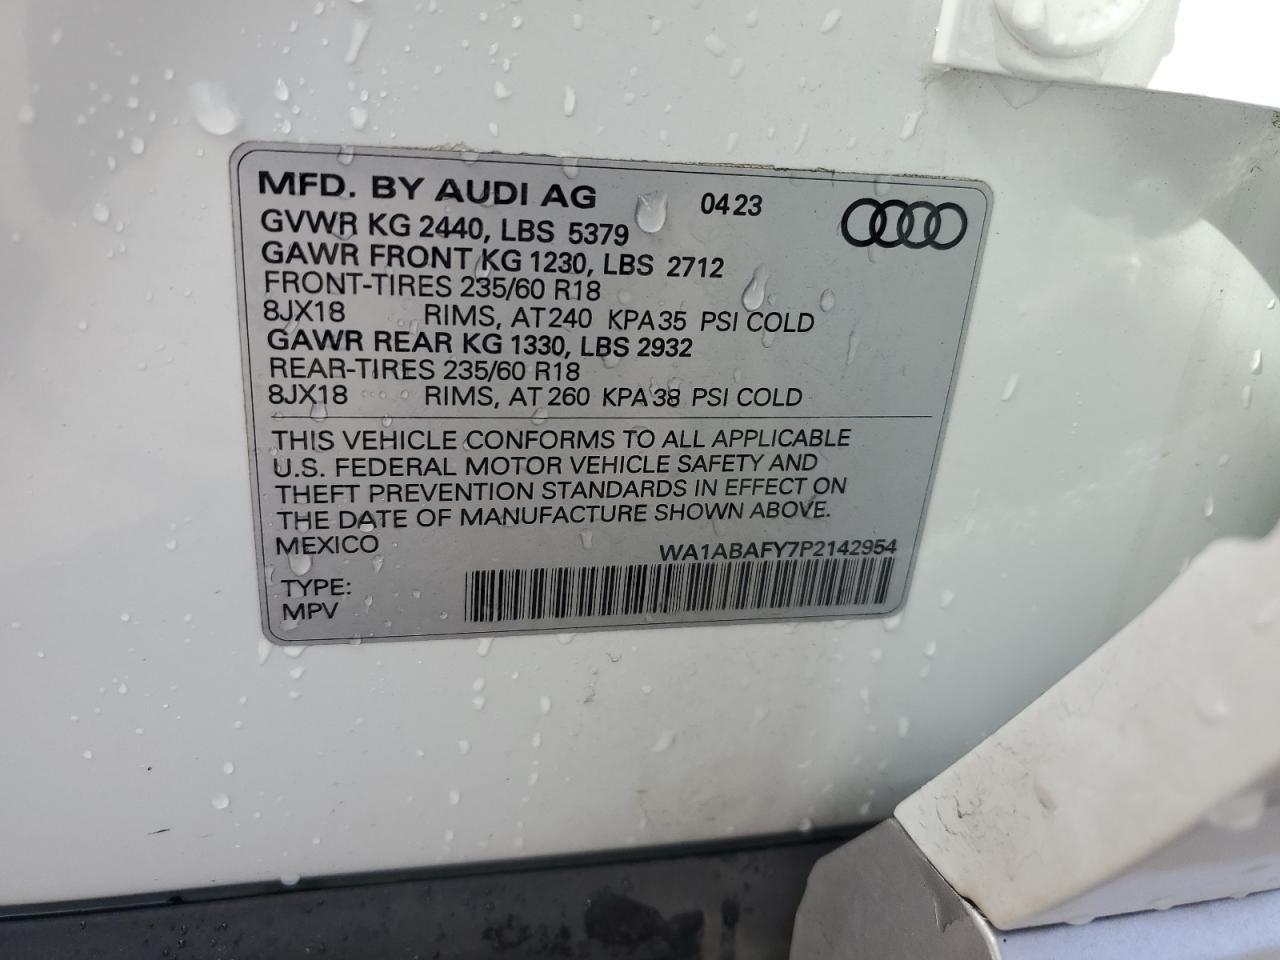 MFD. BY AUDI AG 04 23
GVWR KG 2440, LBS 5379
GAWR FRONT KG 1230, LBS 2712
FRONT-TIRES 235/60 R18
8JX18 RIMS, AT 240 KPA 35 PSI COLD
GAWR REAR KG 1330, LBS 2932
REAR-TIRES 235/60 R18
8JX18 RIMS, AT 260 KPA 38 PSI COLD
THIS VEHICLE CONFORMS TO ALL APPLICABLE
U.S. FEDERAL MOTOR VEHICLE SAFETY AND
THEFT PREVENTION STANDARDS IN EFFECT ON
THE DATE OF MANUFACTURE SHOWN ABOVE.
MEXICO WA1ABAFY7P2142954
TYPE:
MPV